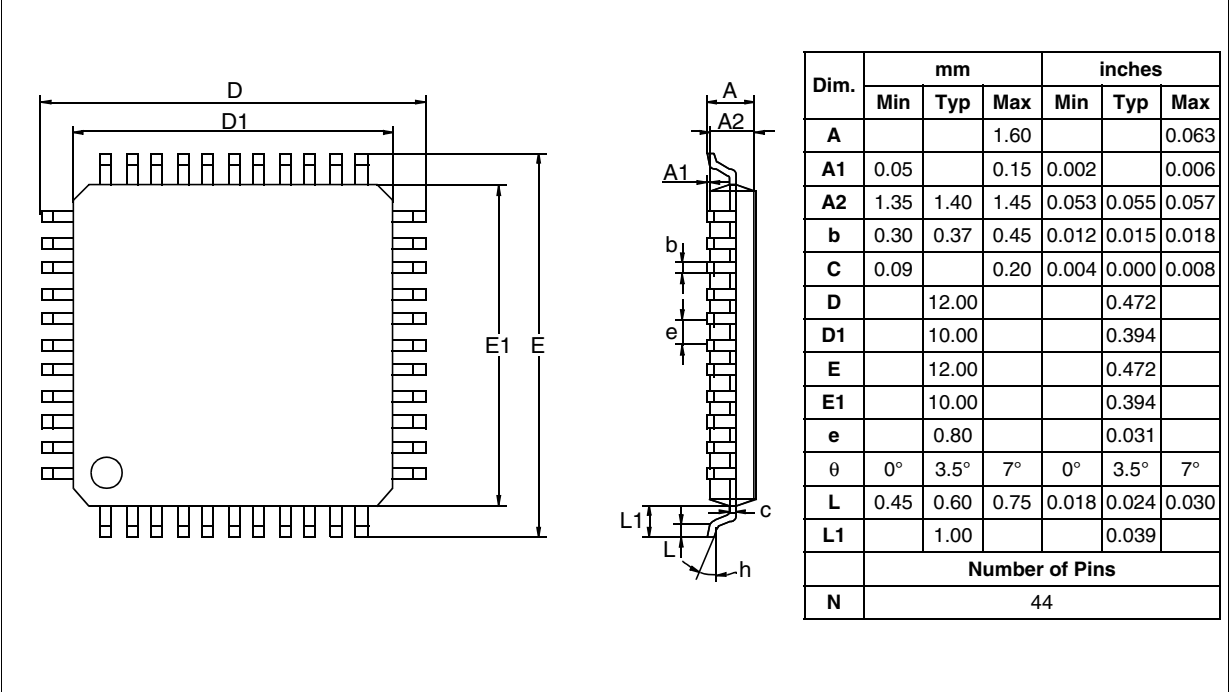 D
D1
E1 E
A
A2
A1
b
e
c
L1
L
h
Dim. mm inches
Min Typ Max Min Typ Max
A 1.60 0.063
A1 0.05 0.15 0.002 0.006
A2 1.35 1.40 1.45 0.053 0.055 0.057
b 0.30 0.37 0.45 0.012 0.015 0.018
C 0.09 0.20 0.004 0.000 0.008
D 12.00 0.472
D1 10.00 0.394
E 12.00 0.472
E1 10.00 0.394
e 0.80 0.031
θ 0° 3.5° 7° 0° 3.5° 7°
L 0.45 0.60 0.75 0.018 0.024 0.030
L1 1.00 0.039
Number of Pins
N 44